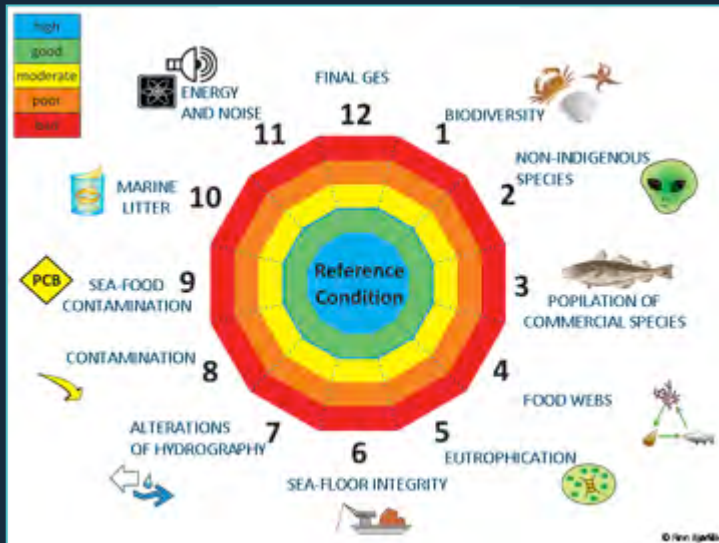 high
good
moderate
poor
bad
ENERGY
AND NOISE
11
FINAL GES
12
BIODIVERSITY
1
NON-INDIGENOUS
SPECIES
2
POPILATION OF
COMMERCIAL SPECIES
3
FOOD WEBS
4
EUTROPHICATION
5
SEA-FLOOR INTEGRITY
6
ALTERATIONS
OF HYDROGRAPHY
7
CONTAMINATION
8
PCB
SEA-FOOD
CONTAMINATION
9
MARINE
LITTER
10
Reference
Condition
©